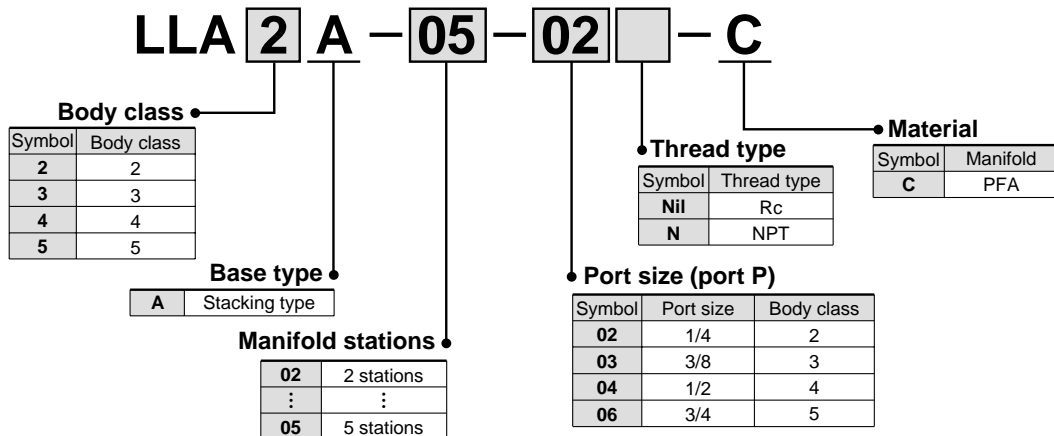 LLA 2 A — 05 — 02 — C
Body class
Symbol Body class
2 2
3 3
4 4
5 5
Base type
A Stacking type
Manifold stations
02 2 stations
⋮ ⋮
05 5 stations
Port size (port P)
Symbol Port size Body class
02 1/4 2
03 3/8 3
04 1/2 4
06 3/4 5
Thread type
Symbol Thread type
Nil Rc
N NPT
Material
Symbol Manifold
C PFA